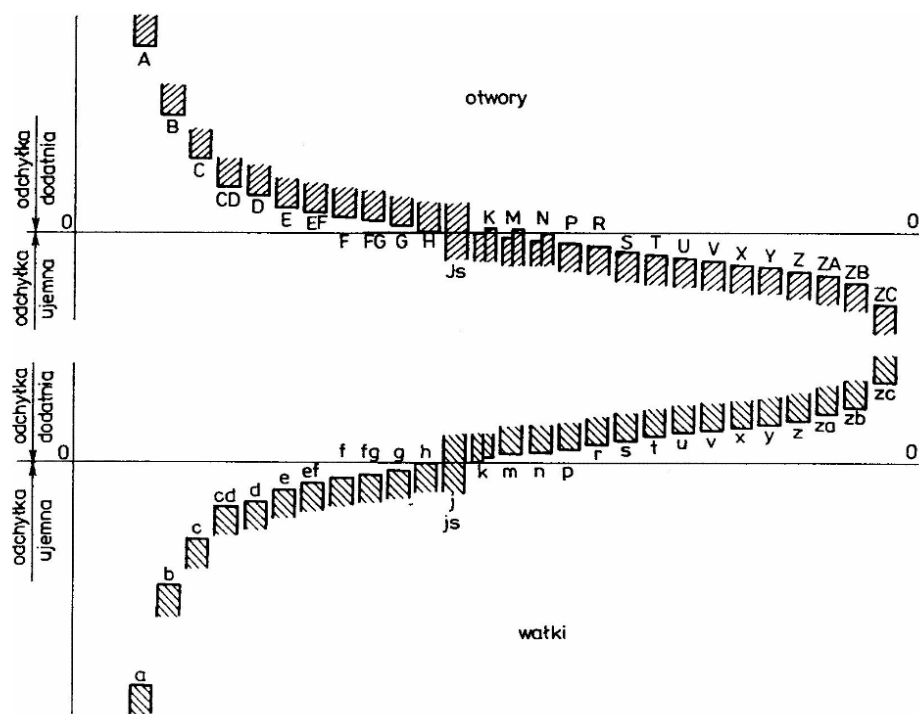 A
B
otwory
C
CD
D
E
EF
F
FG
G
H
Js
K
M
N
P
R
S
T
U
V
X
Y
Z
ZA
ZB
ZC
0
0
odchyłka
dodatnia
odchyłka
ujemna
odchyłka
dodatnia
odchyłka
ujemna
0
0
zc
zb
za
z
y
x
v
u
t
s
r
p
n
m
k
j
js
h
g
fg
f
ef
e
d
cd
c
b
a
wałki